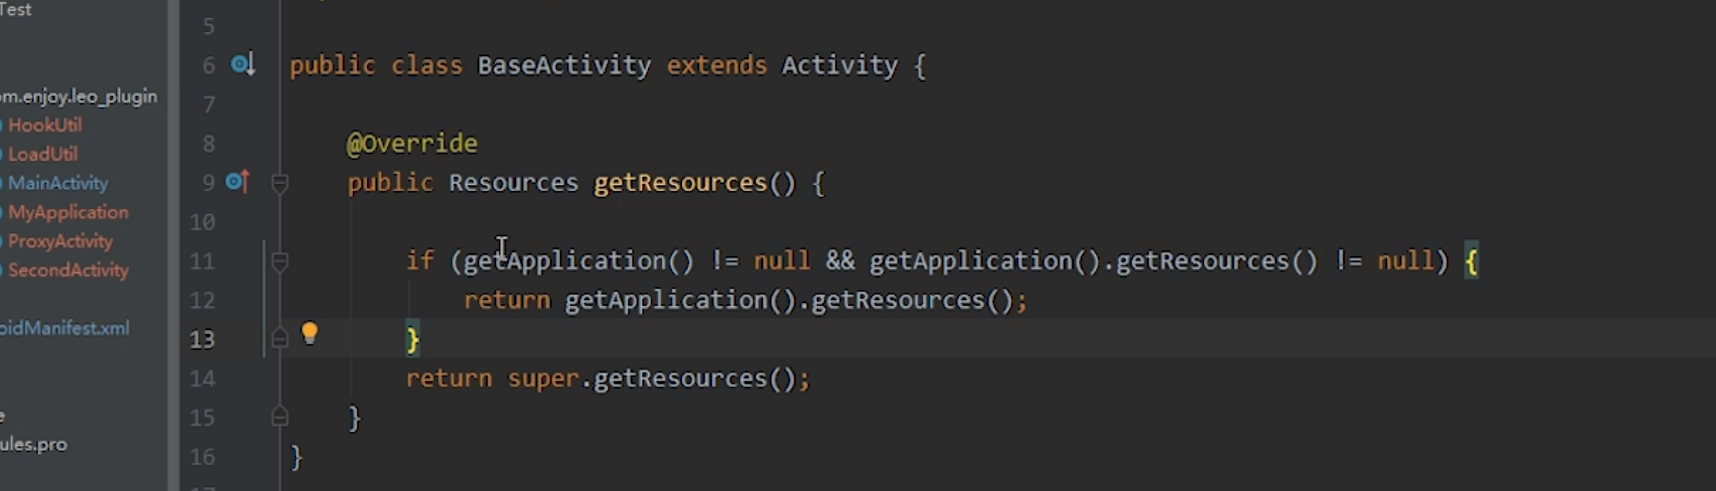 Test
om.enjoy.leo_plugin
HookUtil
LoadUtil
MainActivity
MyApplication
ProxyActivity
SecondActivity
oidManifest.xml
e
ules.pro
5
6 public class BaseActivity extends Activity {
7
8 @Override
9 public Resources getResources() {
10
11 if (getApplication() != null && getApplication().getResources() != null) {
12 return getApplication().getResources();
13 }
14 return super.getResources();
15 }
16 }